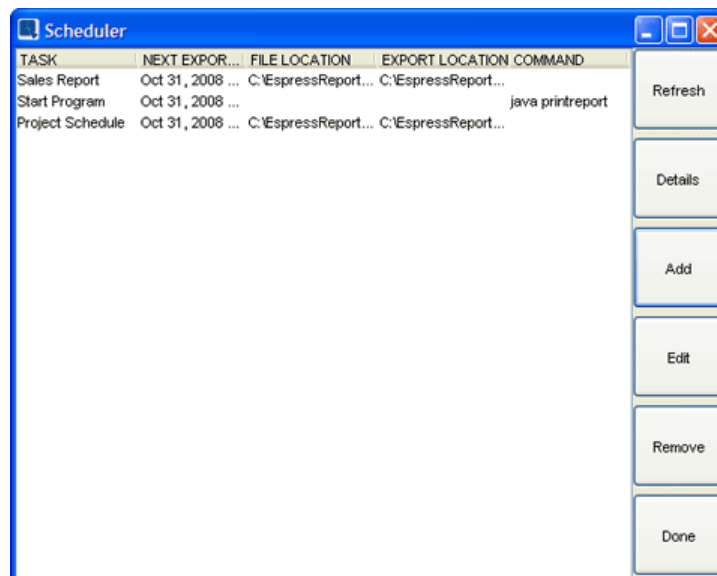 Scheduler
TASK NEXT EXPOR... FILE LOCATION EXPORT LOCATION COMMAND
Sales Report Oct 31, 2008 ... C:\EspressReport... C:\EspressReport...
Start Program Oct 31, 2008 ... java printreport
Project Schedule Oct 31, 2008 ... C:\EspressReport... C:\EspressReport...
Refresh
Details
Add
Edit
Remove
Done